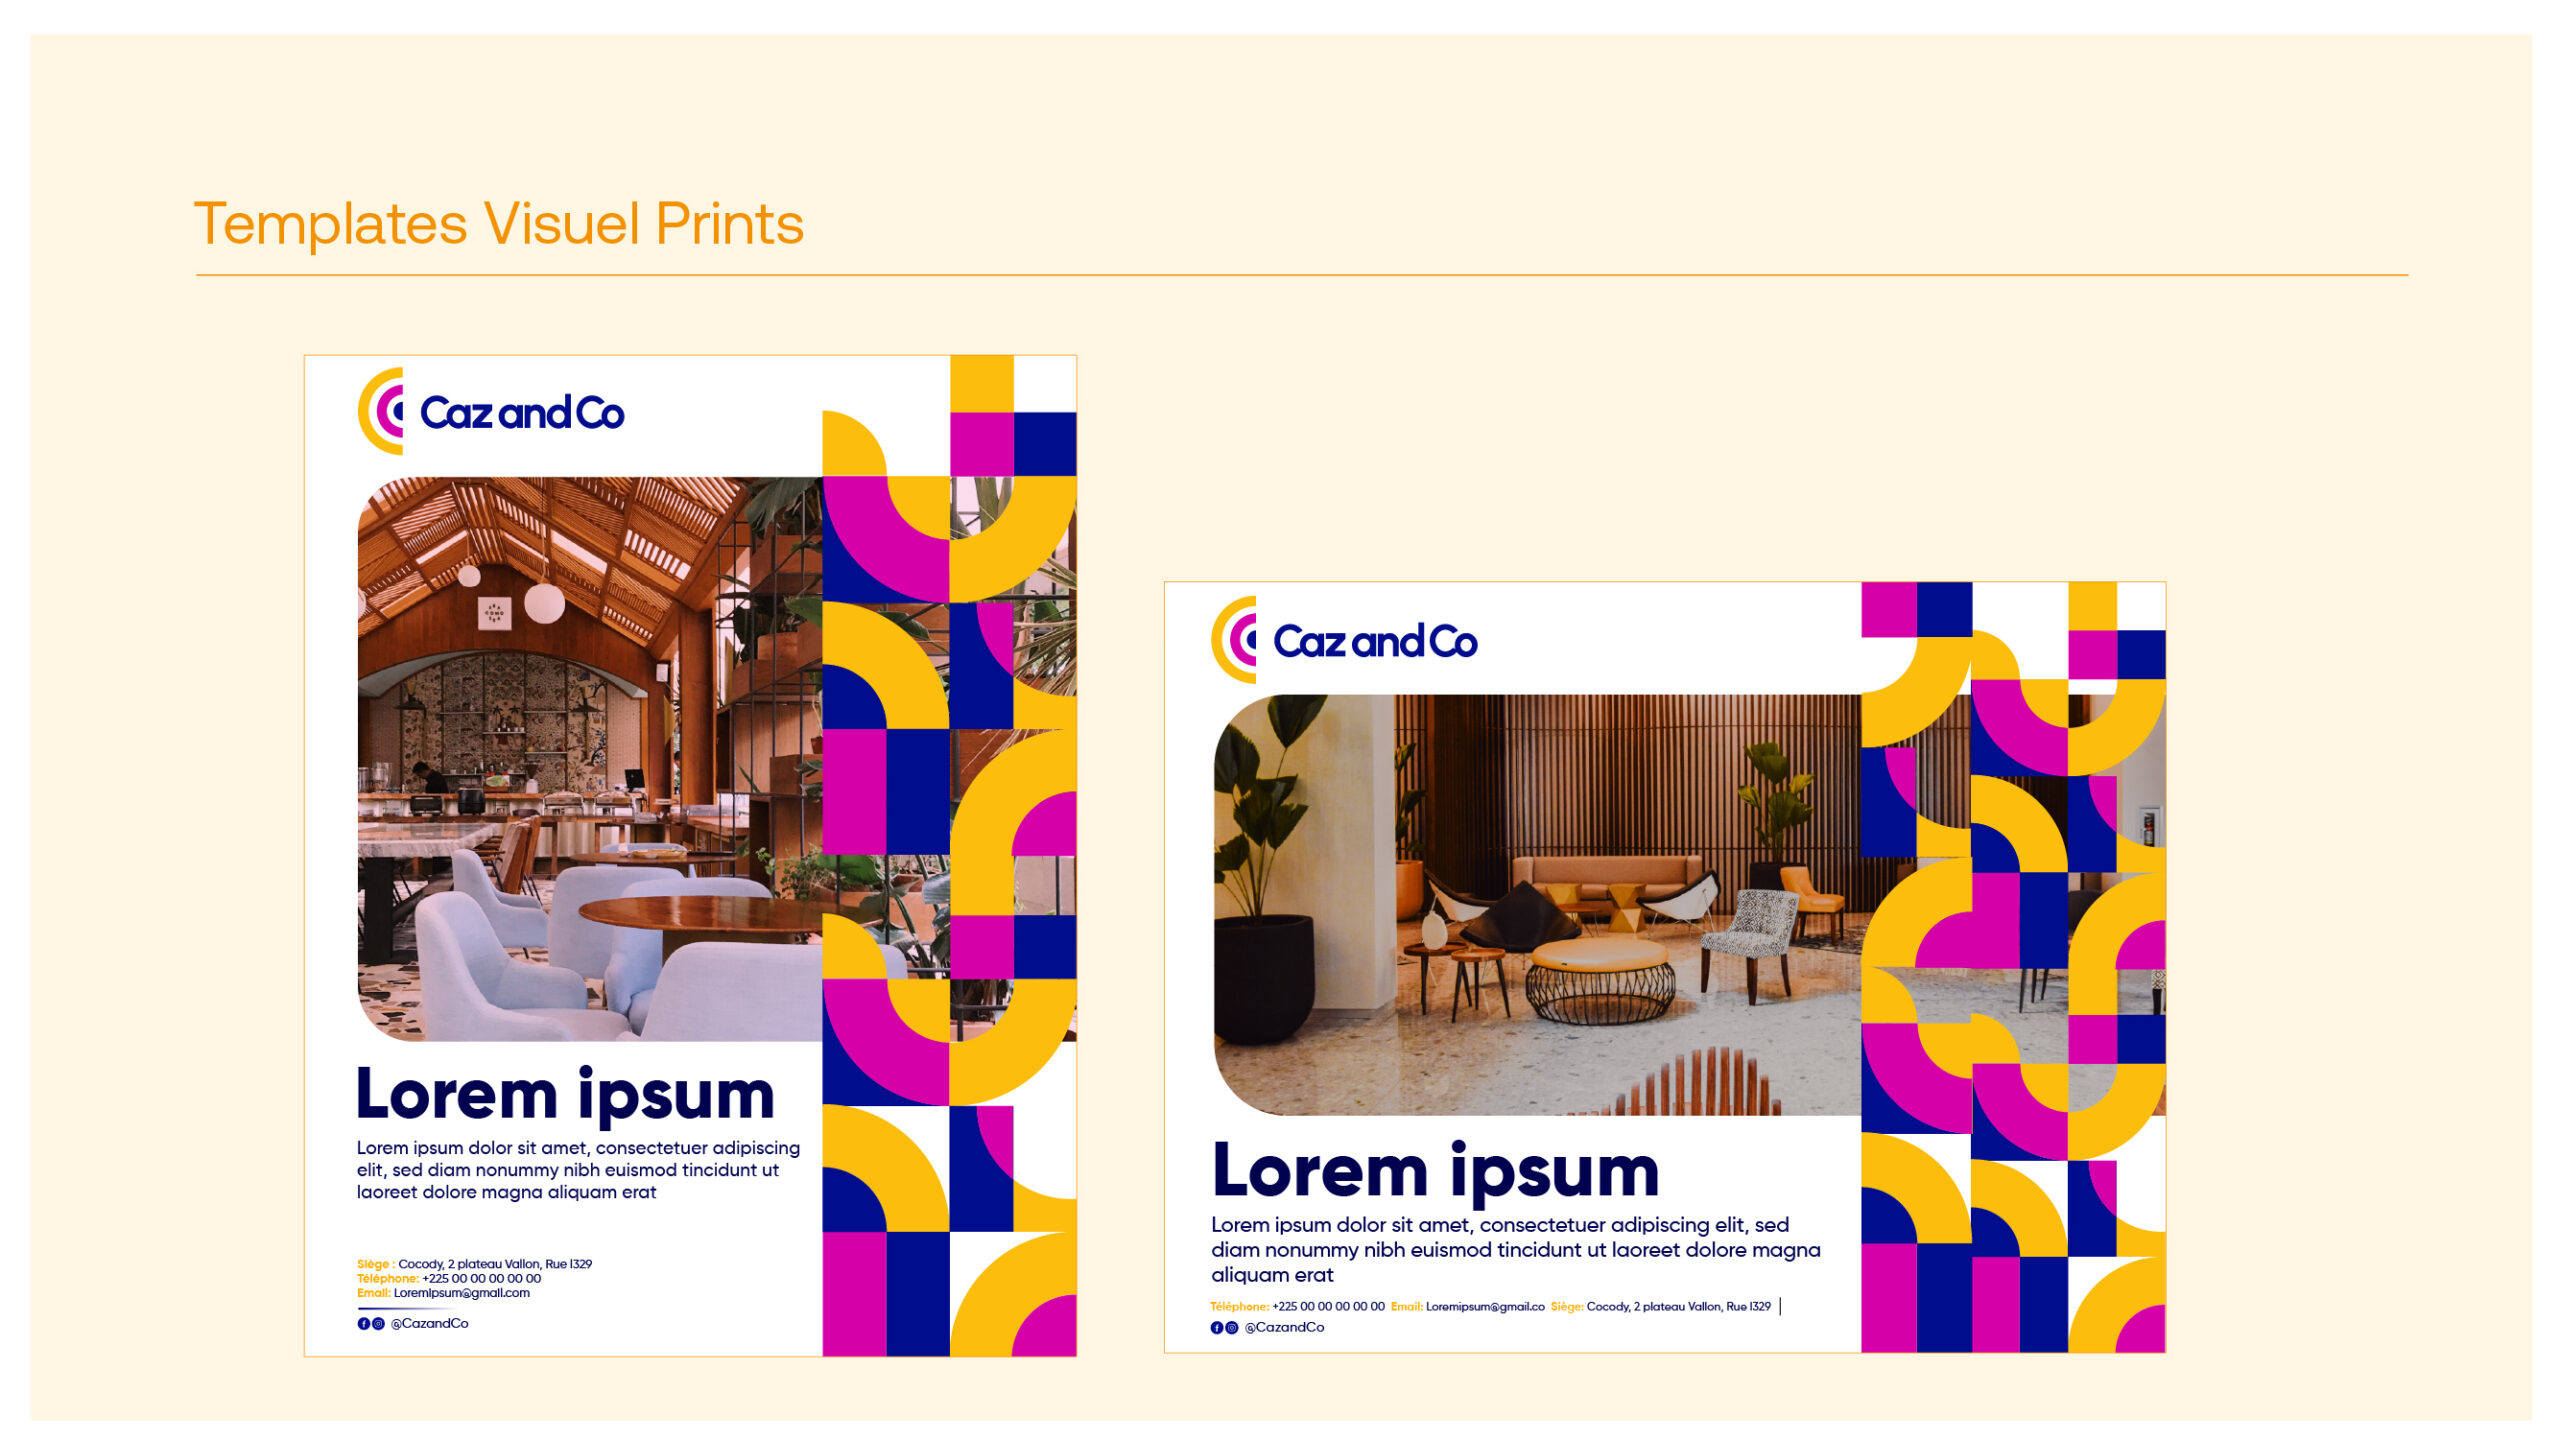 Templates Visuel Prints
Caz and Co
Lorem ipsum
Lorem ipsum dolor sit amet, consectetuer adipiscing
elit, sed diam nonummy nibh euismod tincidunt ut
laoreet dolore magna aliquam erat
Siège : Cocody, 2 plateau Vallon, Rue I329
Téléphone: +225 00 00 00 00 00
Email: Loremipsum@gmail.com
@CazandCo
Caz and Co
Lorem ipsum
Lorem ipsum dolor sit amet, consectetuer adipiscing elit, sed
diam nonummy nibh euismod tincidunt ut laoreet dolore magna
aliquam erat
Téléphone: +225 00 00 00 00 00 Email: Loremipsum@gmail.co Siège: Cocody, 2 plateau Vallon, Rue I329
@CazandCo